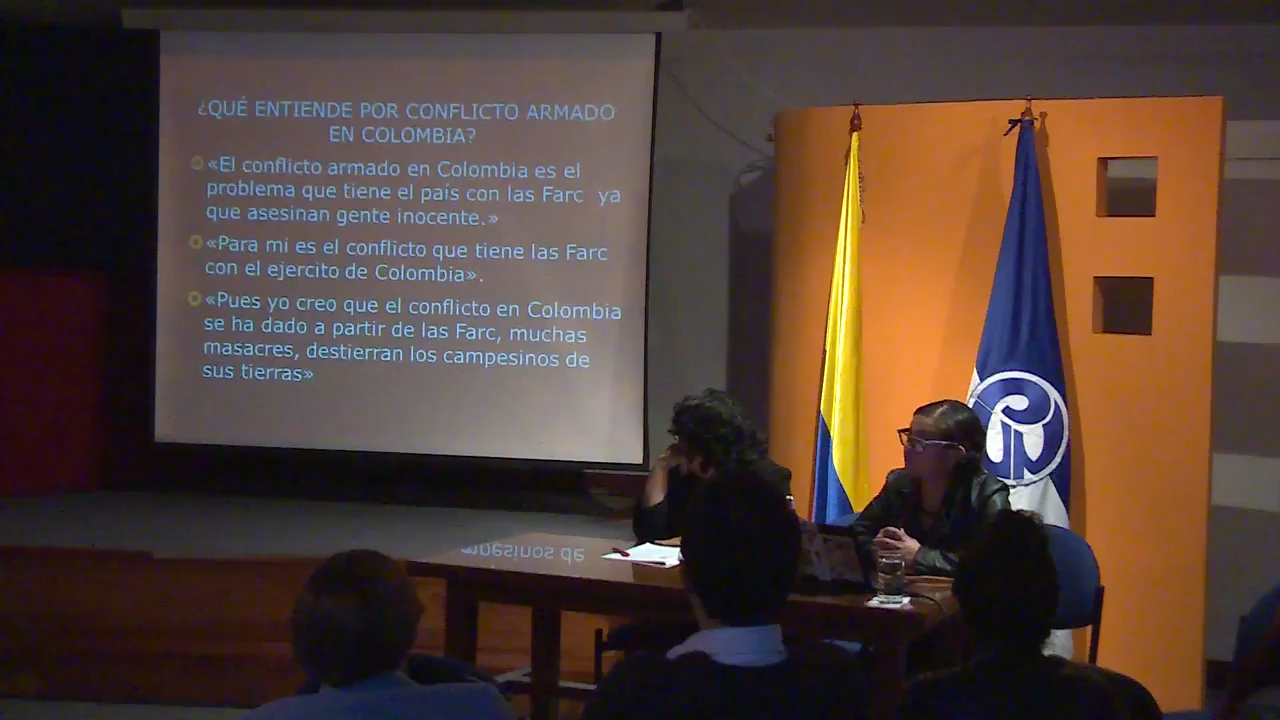 ¿QUÉ ENTIENDE POR CONFLICTO ARMADO
EN COLOMBIA?
«El conflicto armado en Colombia es el
problema que tiene el país con las Farc ya
que asesinan gente inocente.»
«Para mi es el conflicto que tiene las Farc
con el ejercito de Colombia».
«Pues yo creo que el conflicto en Colombia
se ha dado a partir de las Farc, muchas
masacres, destierran los campesinos de
sus tierras»